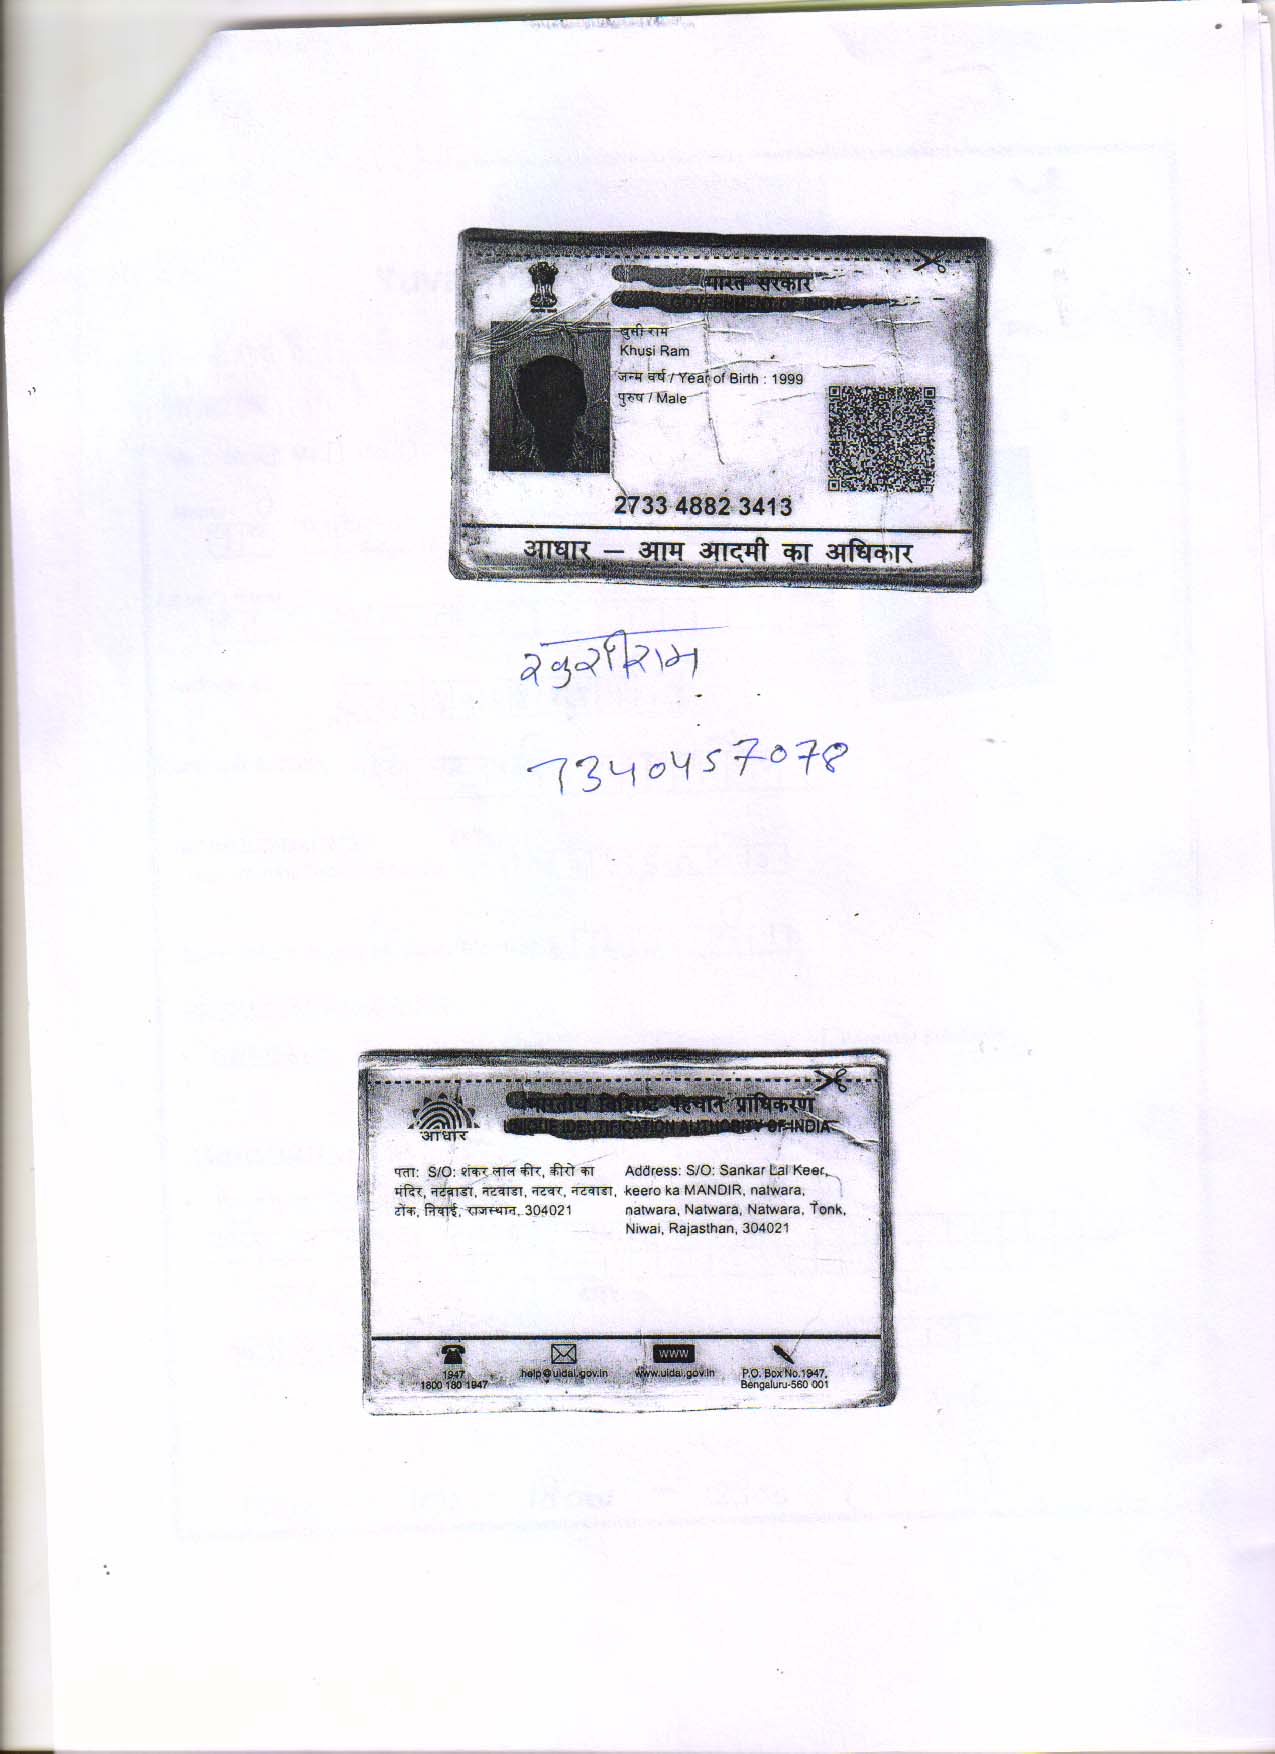 भारत सरकार
GOVERNMENT OF INDIA
खुसी राम
Khusi Ram
जन्म वर्ष / Year of Birth : 1999
पुरुष / Male
2733 4882 3413
आधार – आम आदमी का अधिकार
खुशीराम
7340457078
भारतीय विशिष्ट पहचान प्राधिकरण
UNIQUE IDENTIFICATION AUTHORITY OF INDIA
आधार
पता: S/O: शंकर लाल कीर, कीरो का
मंदिर, नटवाडा, नटवाडा, नटवर, नटवाडा,
टोंक, निवाई, राजस्थान, 304021
Address: S/O: Sankar Lal Keer,
keero ka MANDIR, natwara,
natwara, Natwara, Natwara, Tonk,
Niwai, Rajasthan, 304021
1947
1800 180 1947
help@uidai.gov.in
WWW
www.uidai.gov.in
P.O. Box No.1947,
Bengaluru-560 001